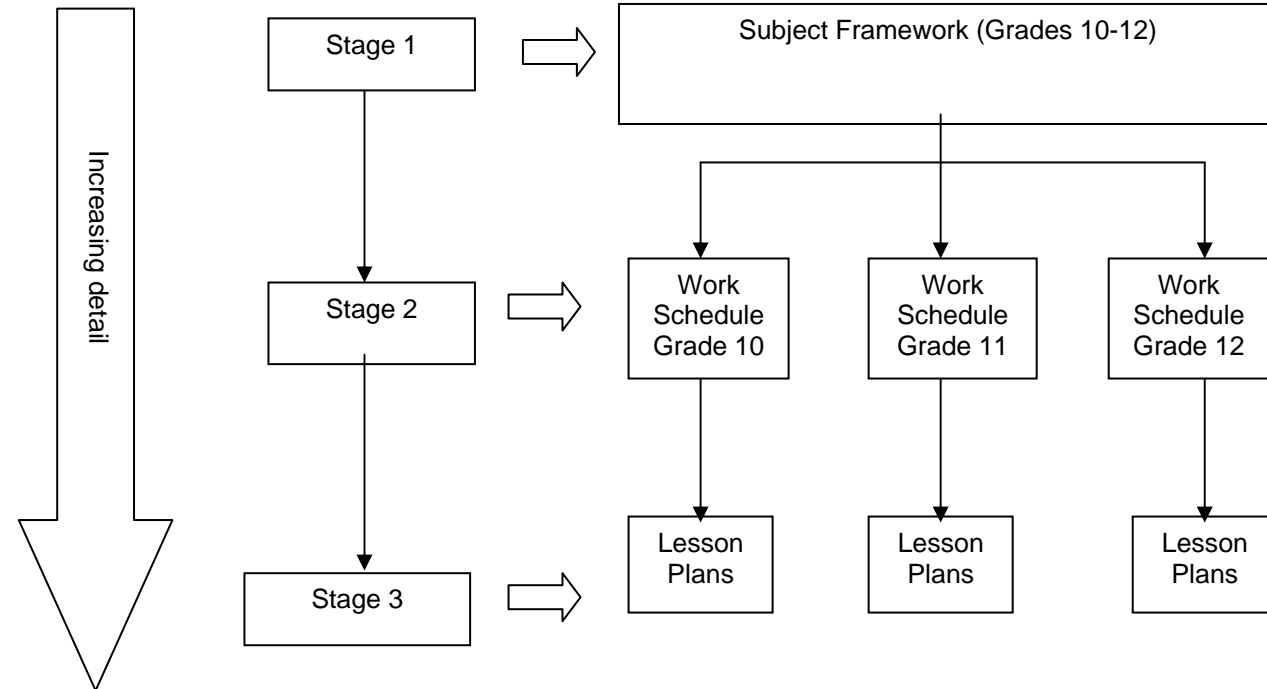 Increasing detail
Stage 1
Subject Framework (Grades 10-12)
Stage 2
Work
Schedule
Grade 10
Work
Schedule
Grade 11
Work
Schedule
Grade 12
Stage 3
Lesson
Plans
Lesson
Plans
Lesson
Plans